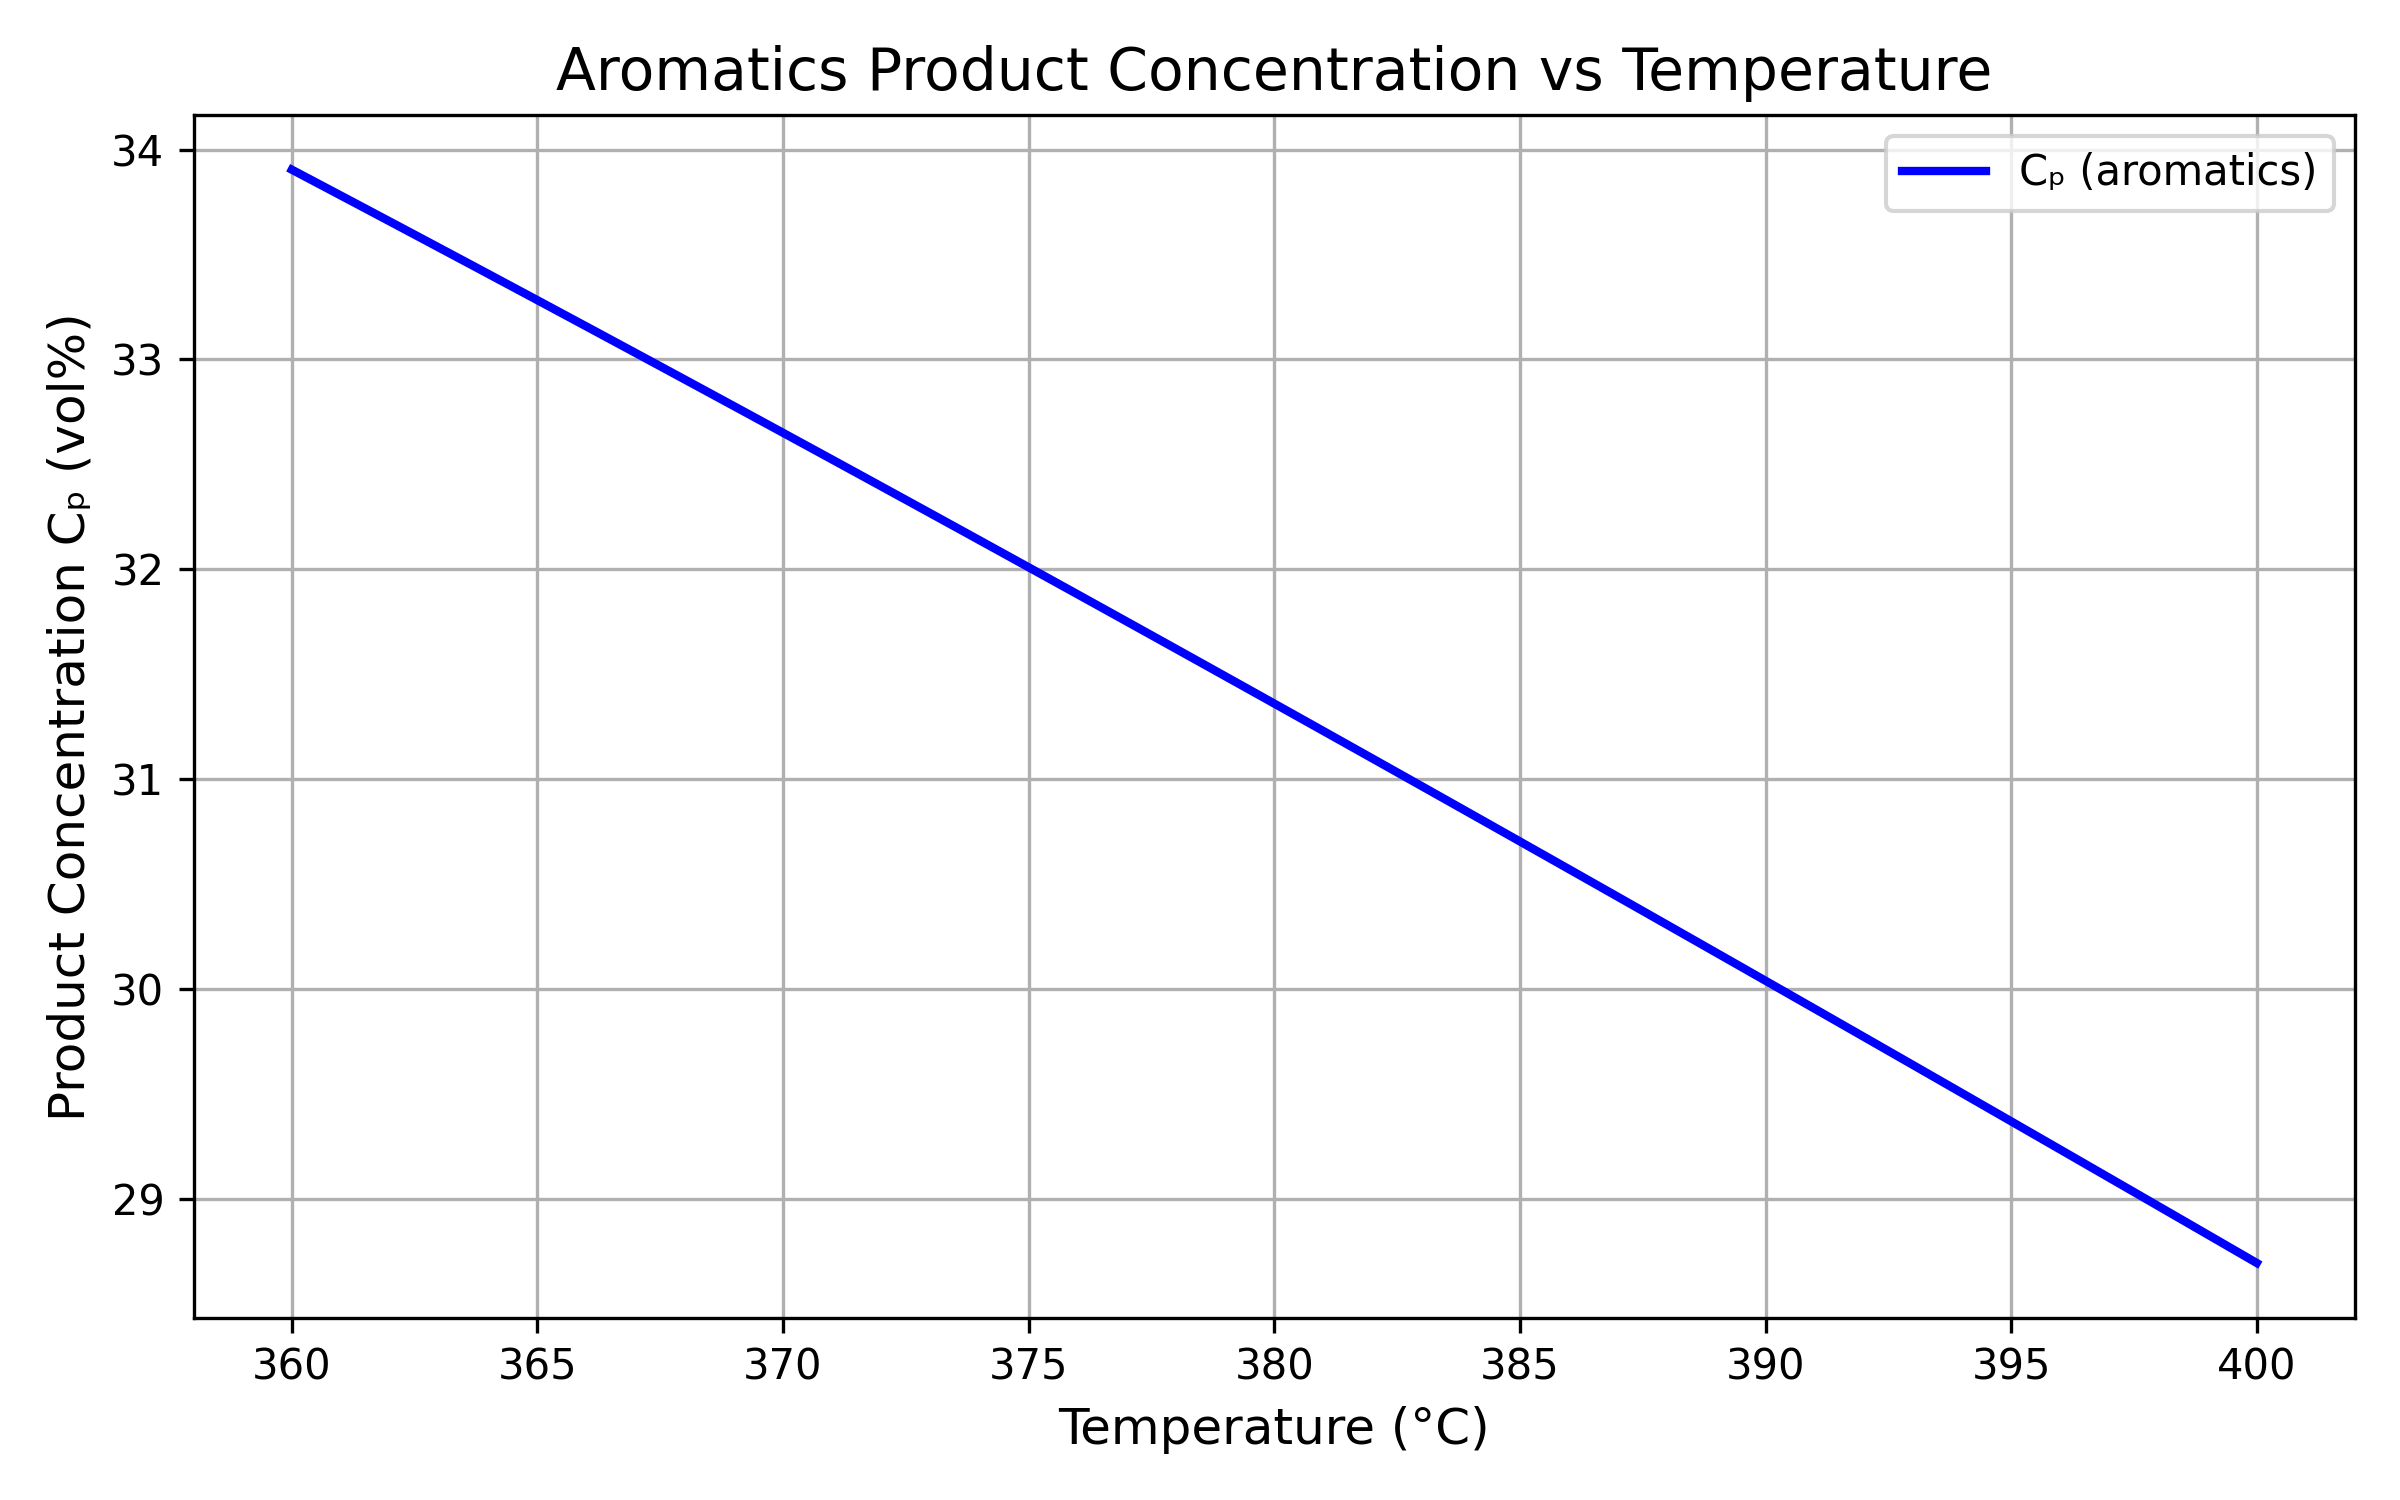 Aromatics Product Concentration vs Temperature
Cₚ (aromatics)
Product Concentration Cₚ (vol%)
34
33
32
31
30
29
360 365 370 375 380 385 390 395 400
Temperature (°C)